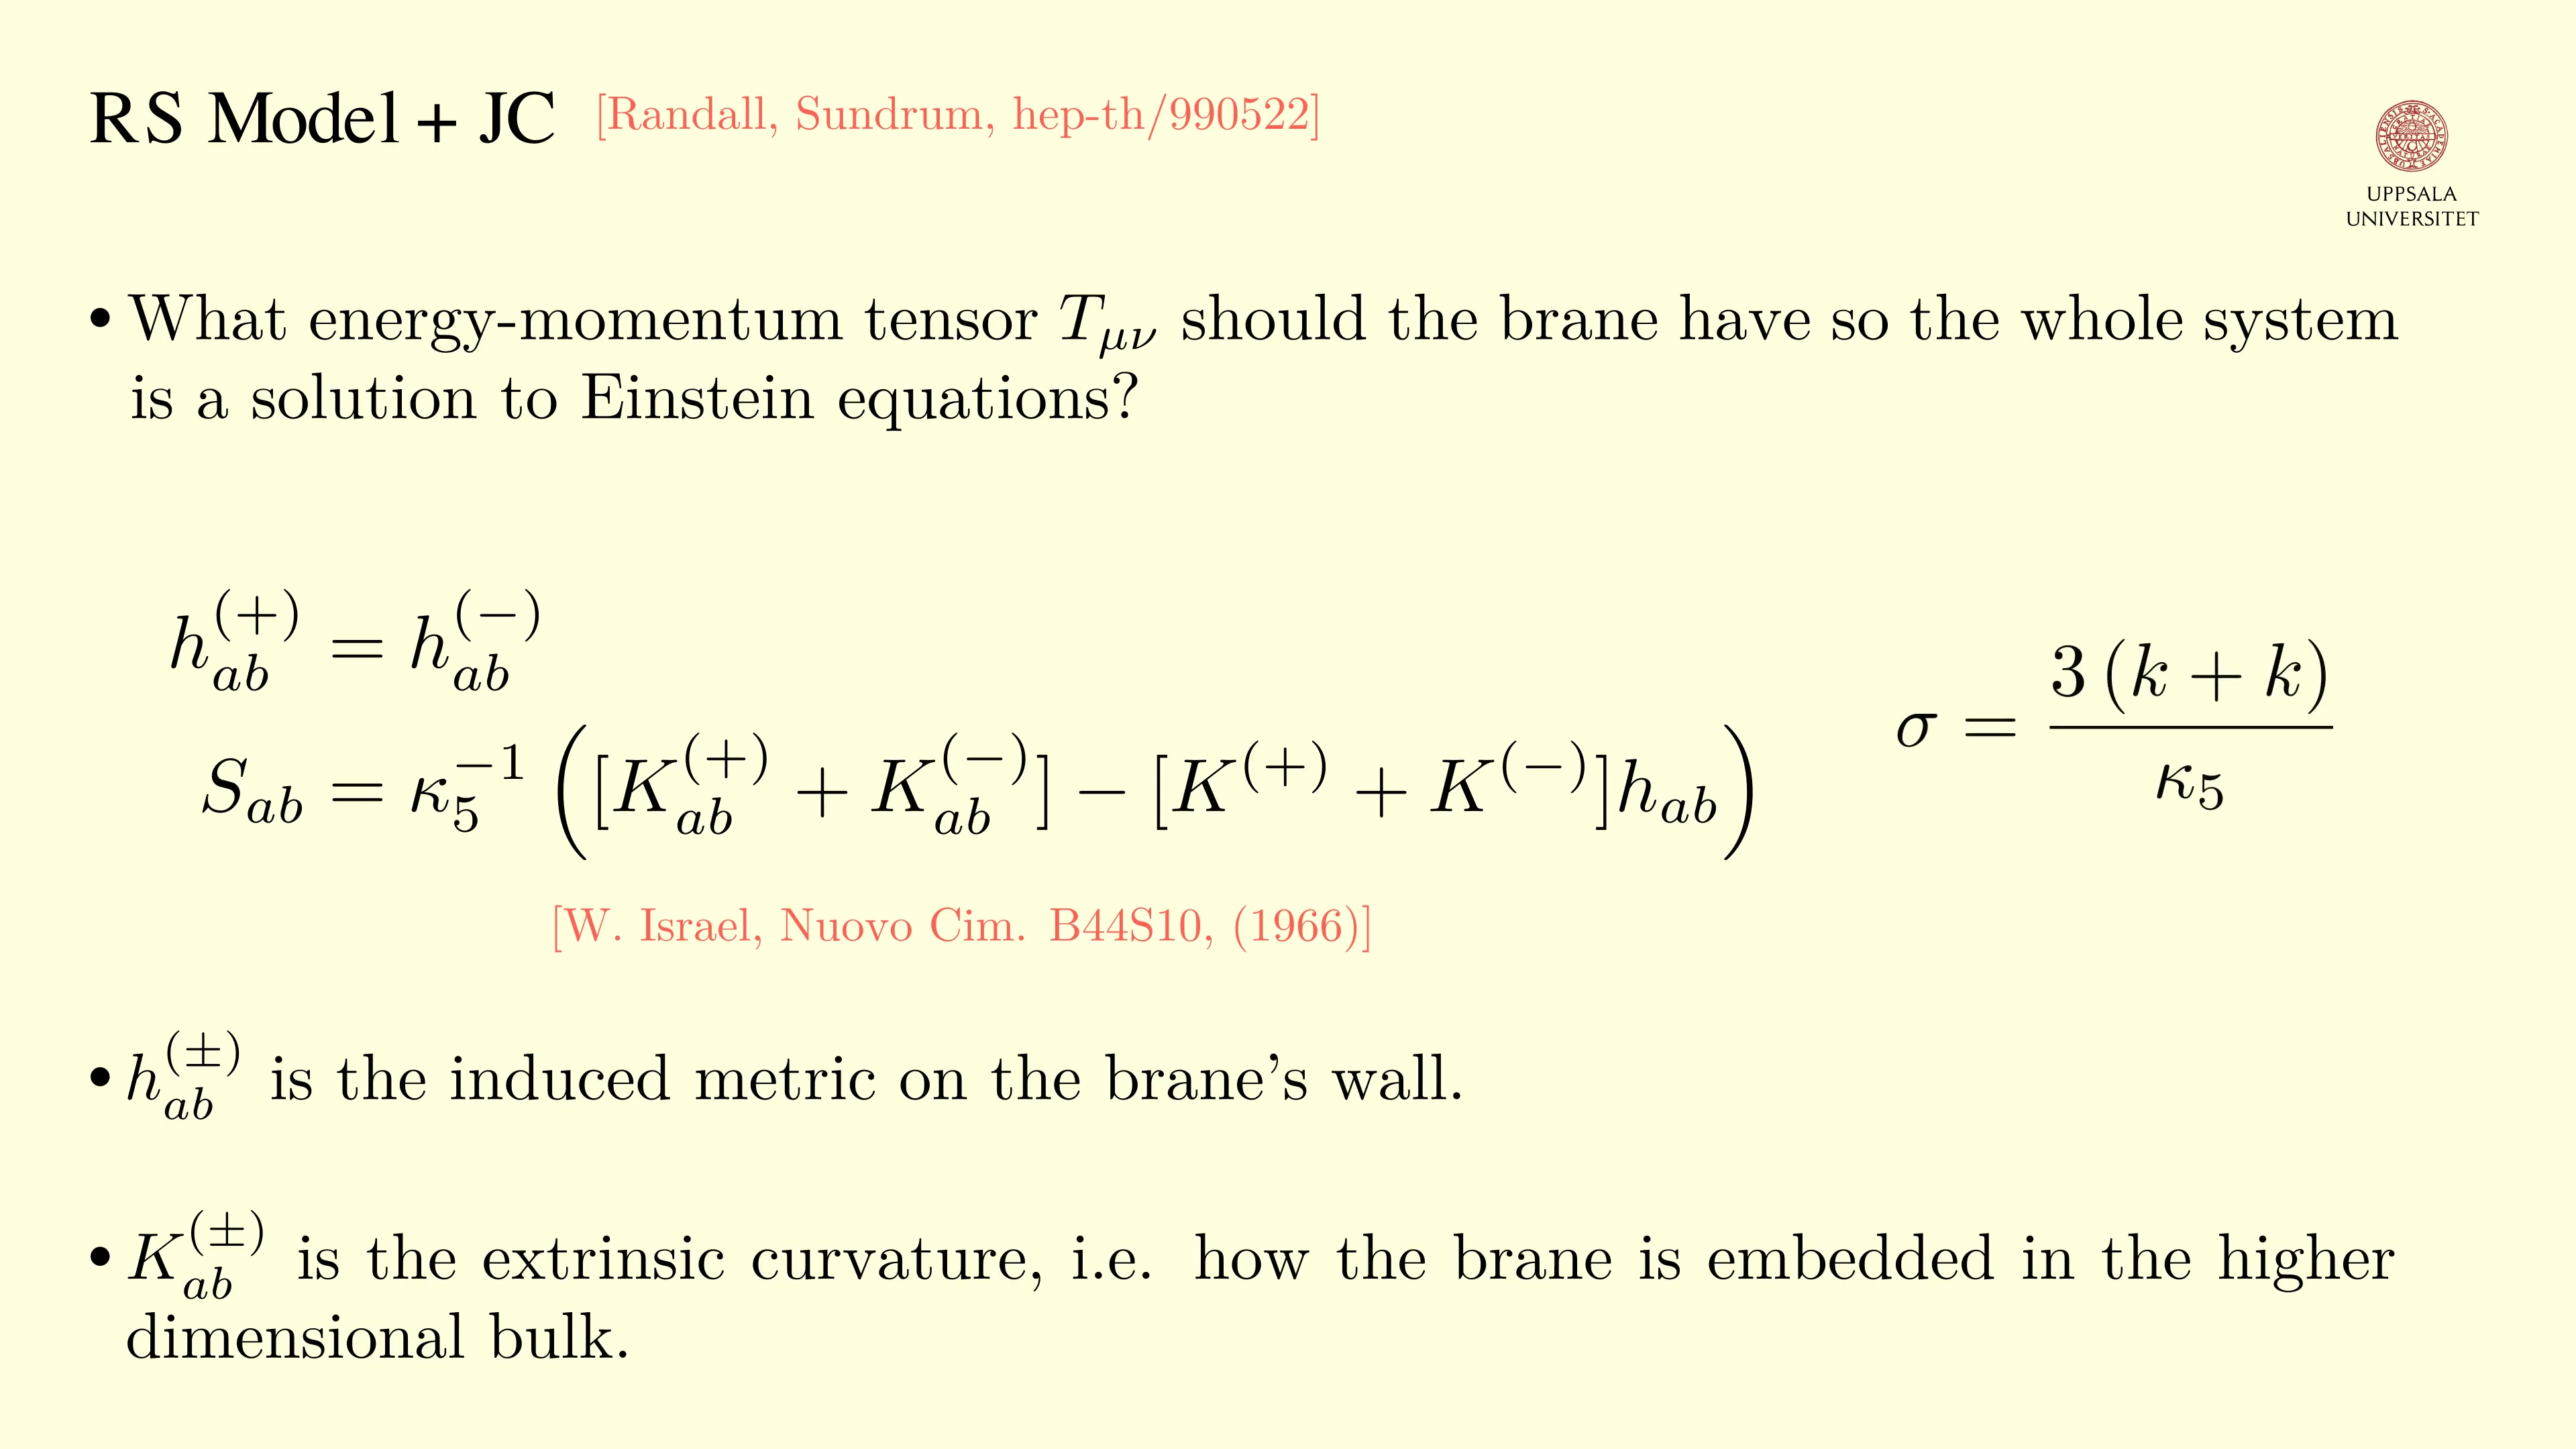 RS Model + JC [Randall, Sundrum, hep-th/990522]
UPPSALA
UNIVERSITET
• What energy-momentum tensor $T_{\mu\nu}$ should the brane have so the whole system
is a solution to Einstein equations?
$h_{ab}^{(+)} = h_{ab}^{(-)}$
$S_{ab} = \kappa_5^{-1} \left( [K_{ab}^{(+)} + K_{ab}^{(-)}] - [K^{(+)} + K^{(-)}] h_{ab} \right)$
$\sigma = \frac{3\,(k + k)}{\kappa_5}$
[W. Israel, Nuovo Cim. B44S10, (1966)]
• $h_{ab}^{(\pm)}$ is the induced metric on the brane's wall.
• $K_{ab}^{(\pm)}$ is the extrinsic curvature, i.e. how the brane is embedded in the higher
dimensional bulk.